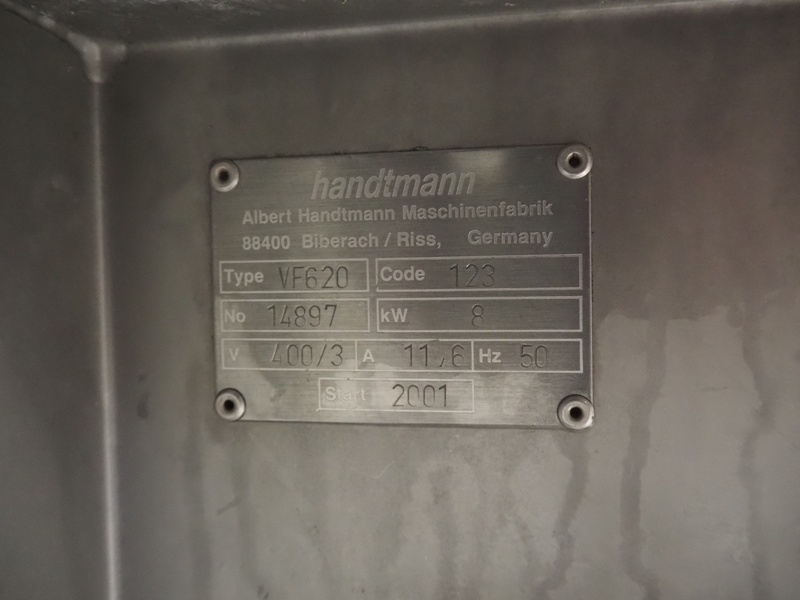 handtmann
Albert Handtmann Maschinenfabrik
88400 Biberach / Riss, Germany
Type VF620 Code 123
No 14897 kW 8
V 400/3 A 11,6 Hz 50
Start 2001